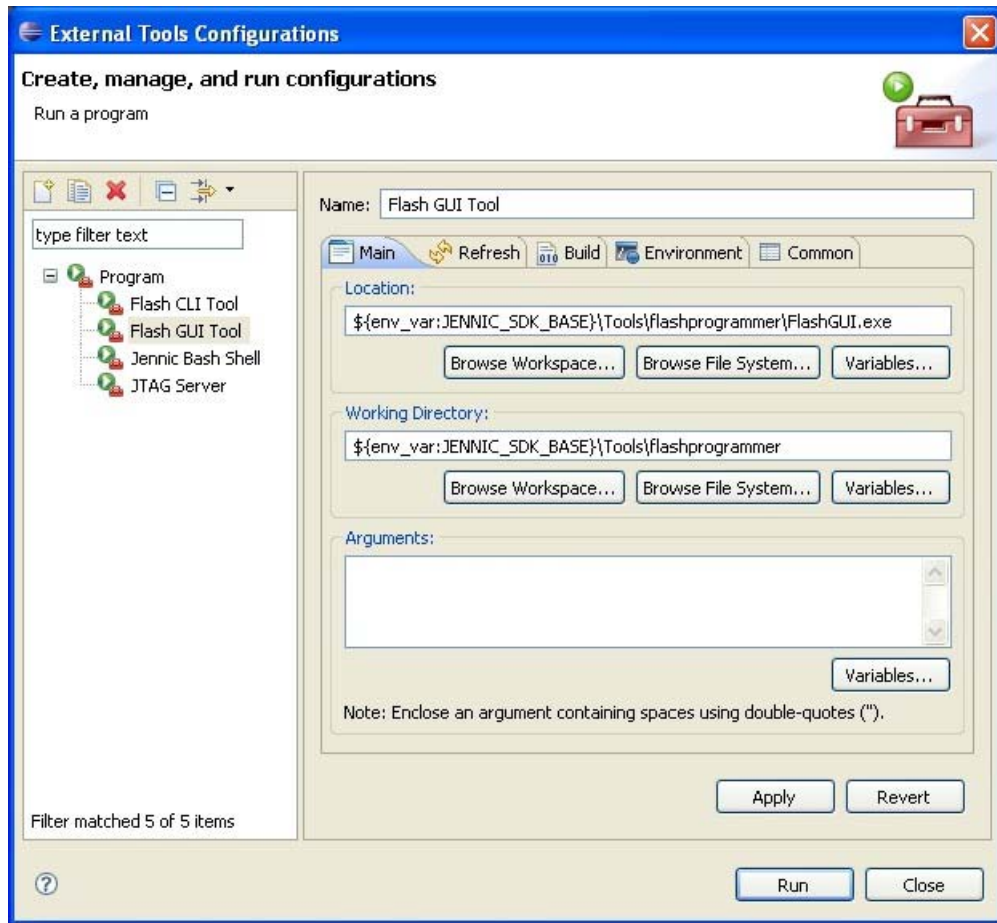 External Tools Configurations
Create, manage, and run configurations
Run a program
type filter text
Program
Flash CLI Tool
Flash GUI Tool
Jennic Bash Shell
JTAG Server
Filter matched 5 of 5 items
Name: Flash GUI Tool
Main Refresh Build Environment Common
Location:
${env_var:JENNIC_SDK_BASE}\Tools\flashprogrammer\FlashGUI.exe
Browse Workspace... Browse File System... Variables...
Working Directory:
${env_var:JENNIC_SDK_BASE}\Tools\flashprogrammer
Browse Workspace... Browse File System... Variables...
Arguments:
Variables...
Note: Enclose an argument containing spaces using double-quotes (").
Apply Revert
? Run Close